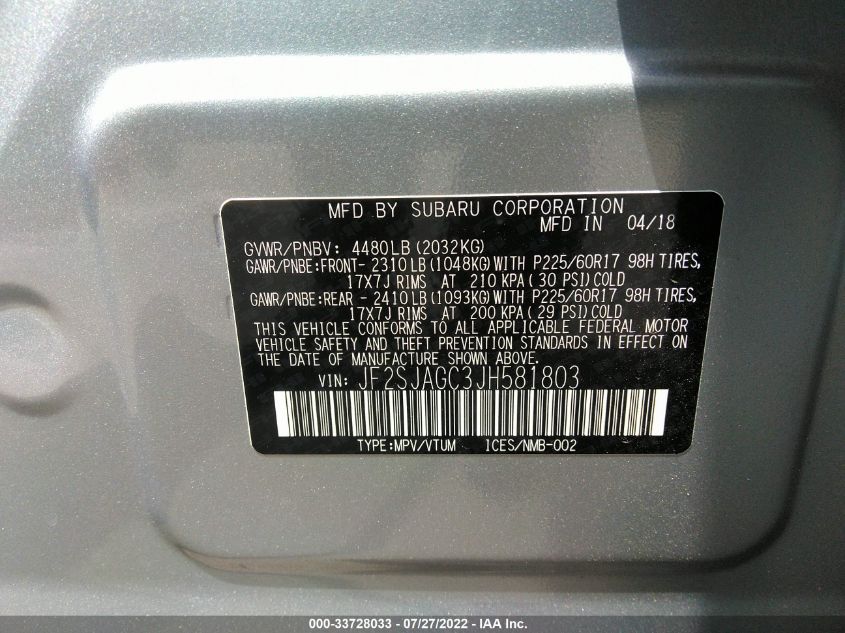 MFD BY SUBARU CORPORATION
MFD IN 04/18
GVWR/PNBV: 4480LB(2032KG)
GAWR/PNBE:FRONT-2310LB(1048KG)WITH P225/60R17 98H TIRES,
17X7J RIMS AT 210 KPA(30 PSI)COLD
GAWR/PNBE:REAR -2410LB(1093KG)WITH P225/60R17 98H TIRES,
17X7J RIMS AT 200 KPA(29 PSI)COLD
THIS VEHICLE CONFORMS TO ALL APPLICABLE FEDERAL MOTOR
VEHICLE SAFETY AND THEFT PREVENTION STANDARDS IN EFFECT ON
THE DATE OF MANUFACTURE SHOWN ABOVE.
VIN: JF2SJAGC3JH581803
TYPE:MPV/VTUM ICES/NMB-002
000-33728033 / 07/27/2022 - IAA Inc.